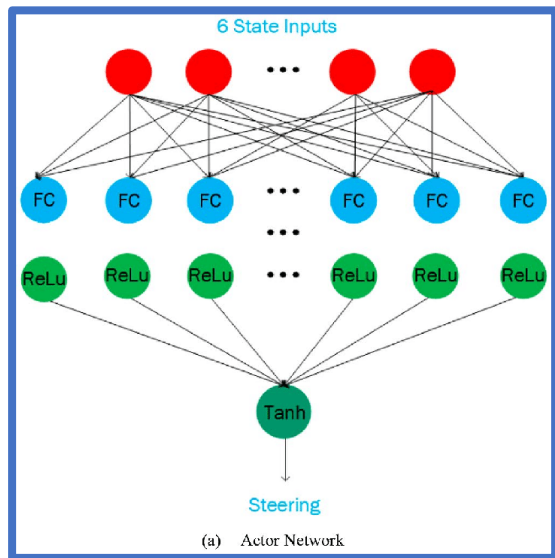 6 State Inputs
FC FC FC FC FC FC
ReLu ReLu ReLu ReLu ReLu ReLu
Tanh
Steering
(a) Actor Network